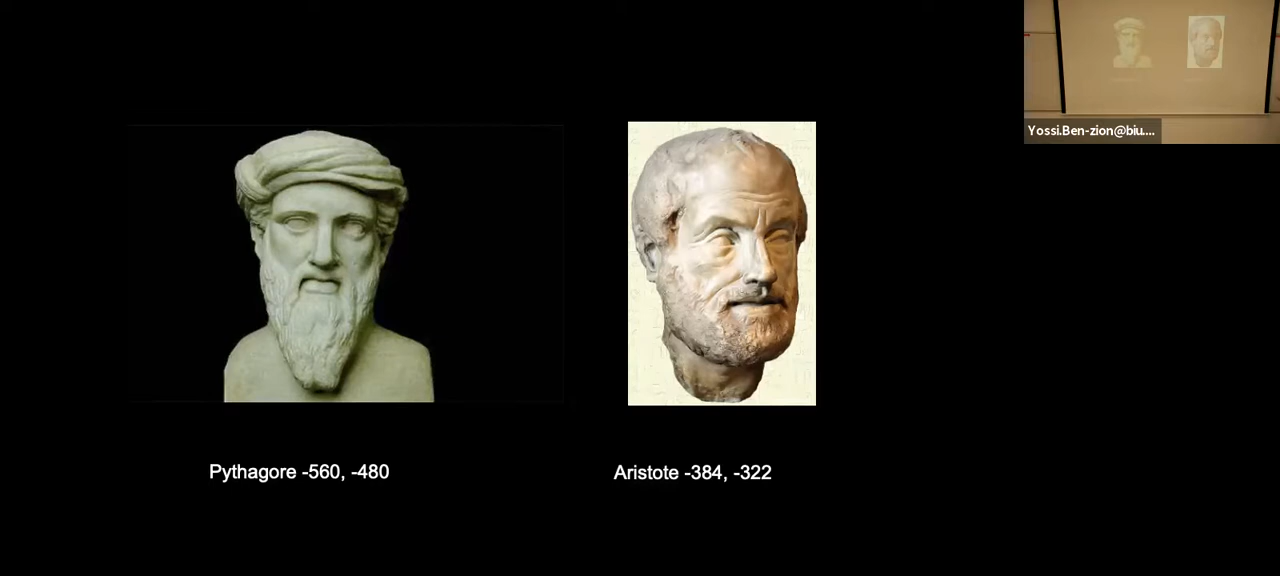 Yossi.Ben-zion@biu....
Pythagore -560, -480
Aristote -384, -322